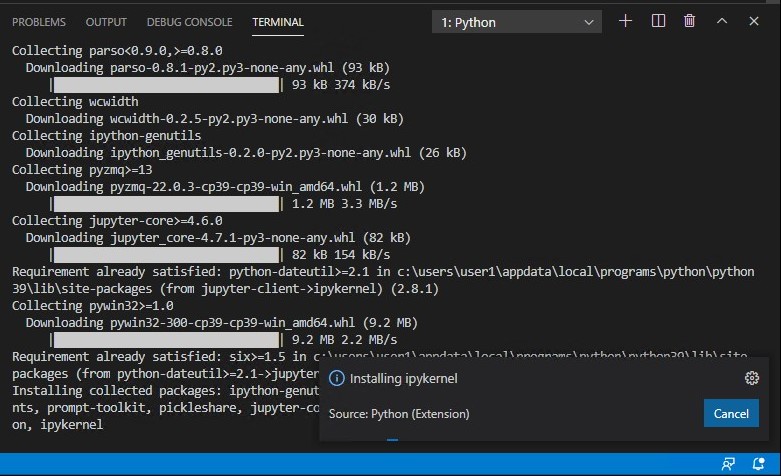 PROBLEMS OUTPUT DEBUG CONSOLE TERMINAL 1: Python
Collecting parso<0.9.0,>=0.8.0
Downloading parso-0.8.1-py2.py3-none-any.whl (93 kB)
|████████████████████████████████| 93 kB 374 kB/s
Collecting wcwidth
Downloading wcwidth-0.2.5-py2.py3-none-any.whl (30 kB)
Collecting ipython-genutils
Downloading ipython_genutils-0.2.0-py2.py3-none-any.whl (26 kB)
Collecting pyzmq>=13
Downloading pyzmq-22.0.3-cp39-cp39-win_amd64.whl (1.2 MB)
|████████████████████████████████| 1.2 MB 3.3 MB/s
Collecting jupyter-core>=4.6.0
Downloading jupyter_core-4.7.1-py3-none-any.whl (82 kB)
|████████████████████████████████| 82 kB 154 kB/s
Requirement already satisfied: python-dateutil>=2.1 in c:\users\user1\appdata\local\programs\python\python
39\lib\site-packages (from jupyter-client->ipykernel) (2.8.1)
Collecting pywin32>=1.0
Downloading pywin32-300-cp39-cp39-win_amd64.whl (9.2 MB)
|████████████████████████████████| 9.2 MB 2.2 MB/s
Requirement already satisfied: six>=1.5 in c:\users\user1\appdata\local\programs\python\python39\lib\site-
packages (from python-dateutil>=2.1->jupyter
Installing collected packages: ipython-genut
nts, prompt-toolkit, pickleshare, jupyter-co
on, ipykernel
Installing ipykernel
Source: Python (Extension)
Cancel